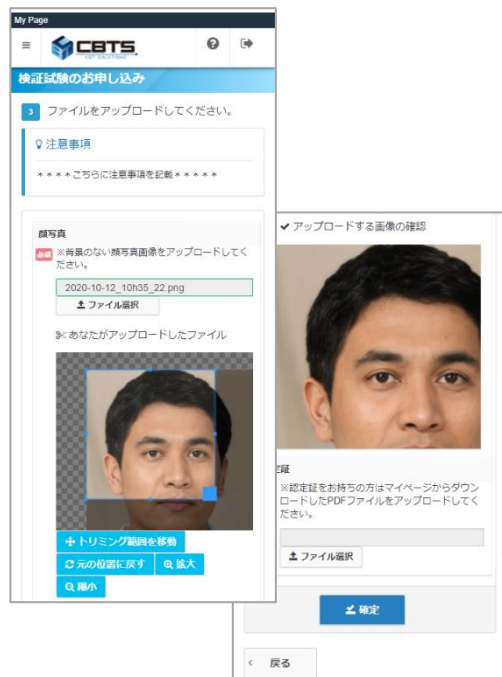 My Page
CBTS
CBT-SOLUTIONS
検証試験のお申し込み
3 ファイルをアップロードしてください。
注意事項
＊＊＊＊こちらに注意事項を記載＊＊＊＊＊
顔写真
必須 ※背景のない顔写真画像をアップロードしてく
ださい。
2020-10-12_10h35_22.png
ファイル選択
あなたがアップロードしたファイル
トリミング範囲を移動
元の位置に戻す
拡大
縮小
アップロードする画像の確認
定証
※認定証をお持ちの方はマイページからダウン
ロードしたPDFファイルをアップロードしてく
ださい。
ファイル選択
確定
戻る